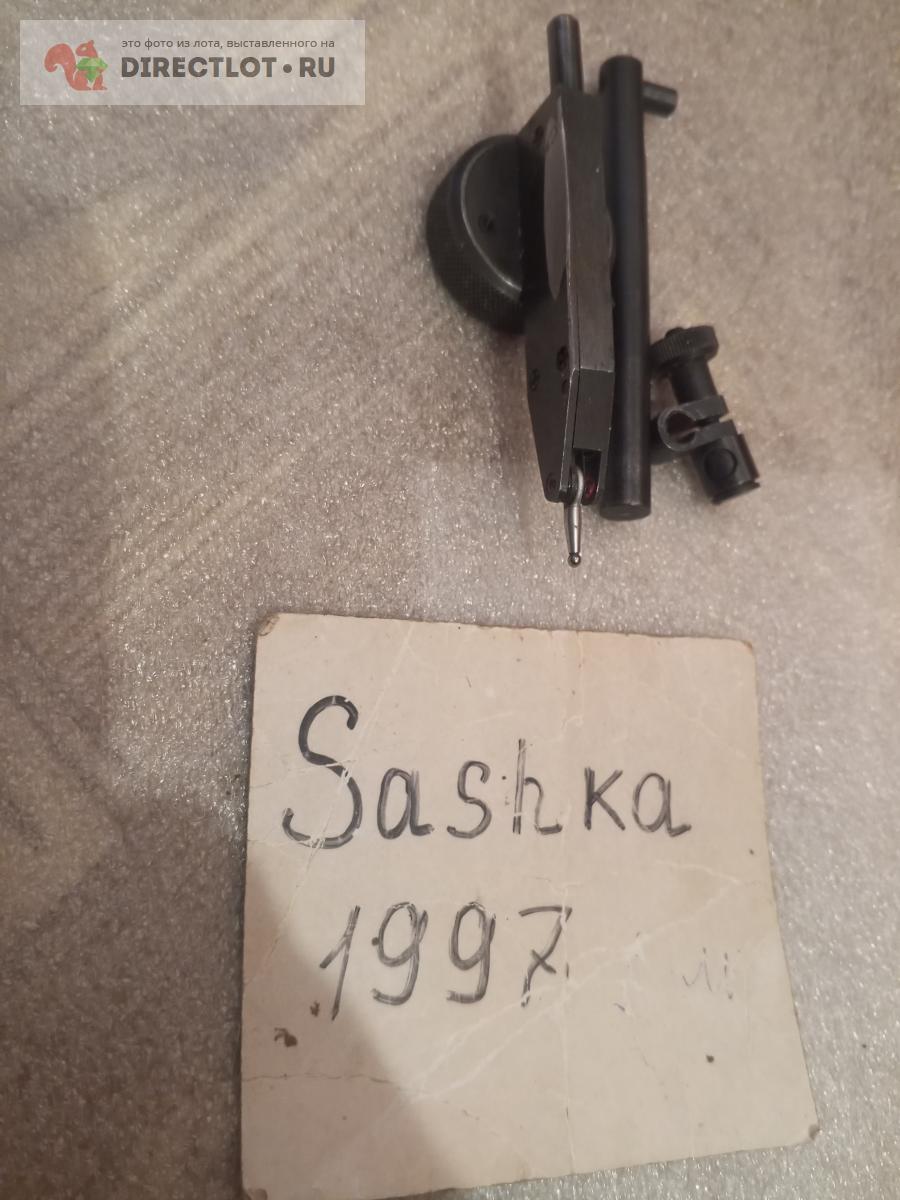 это фото из лота, выставленного на
DIRECTLOT•RU
Sashka
1997